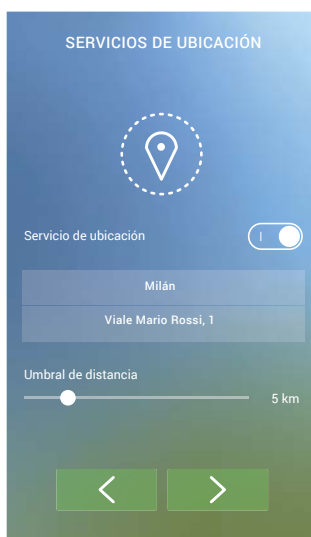 SERVICIOS DE UBICACIÓN
Servicio de ubicación
Milán
Viale Mario Rossi, 1
Umbral de distancia
5 km